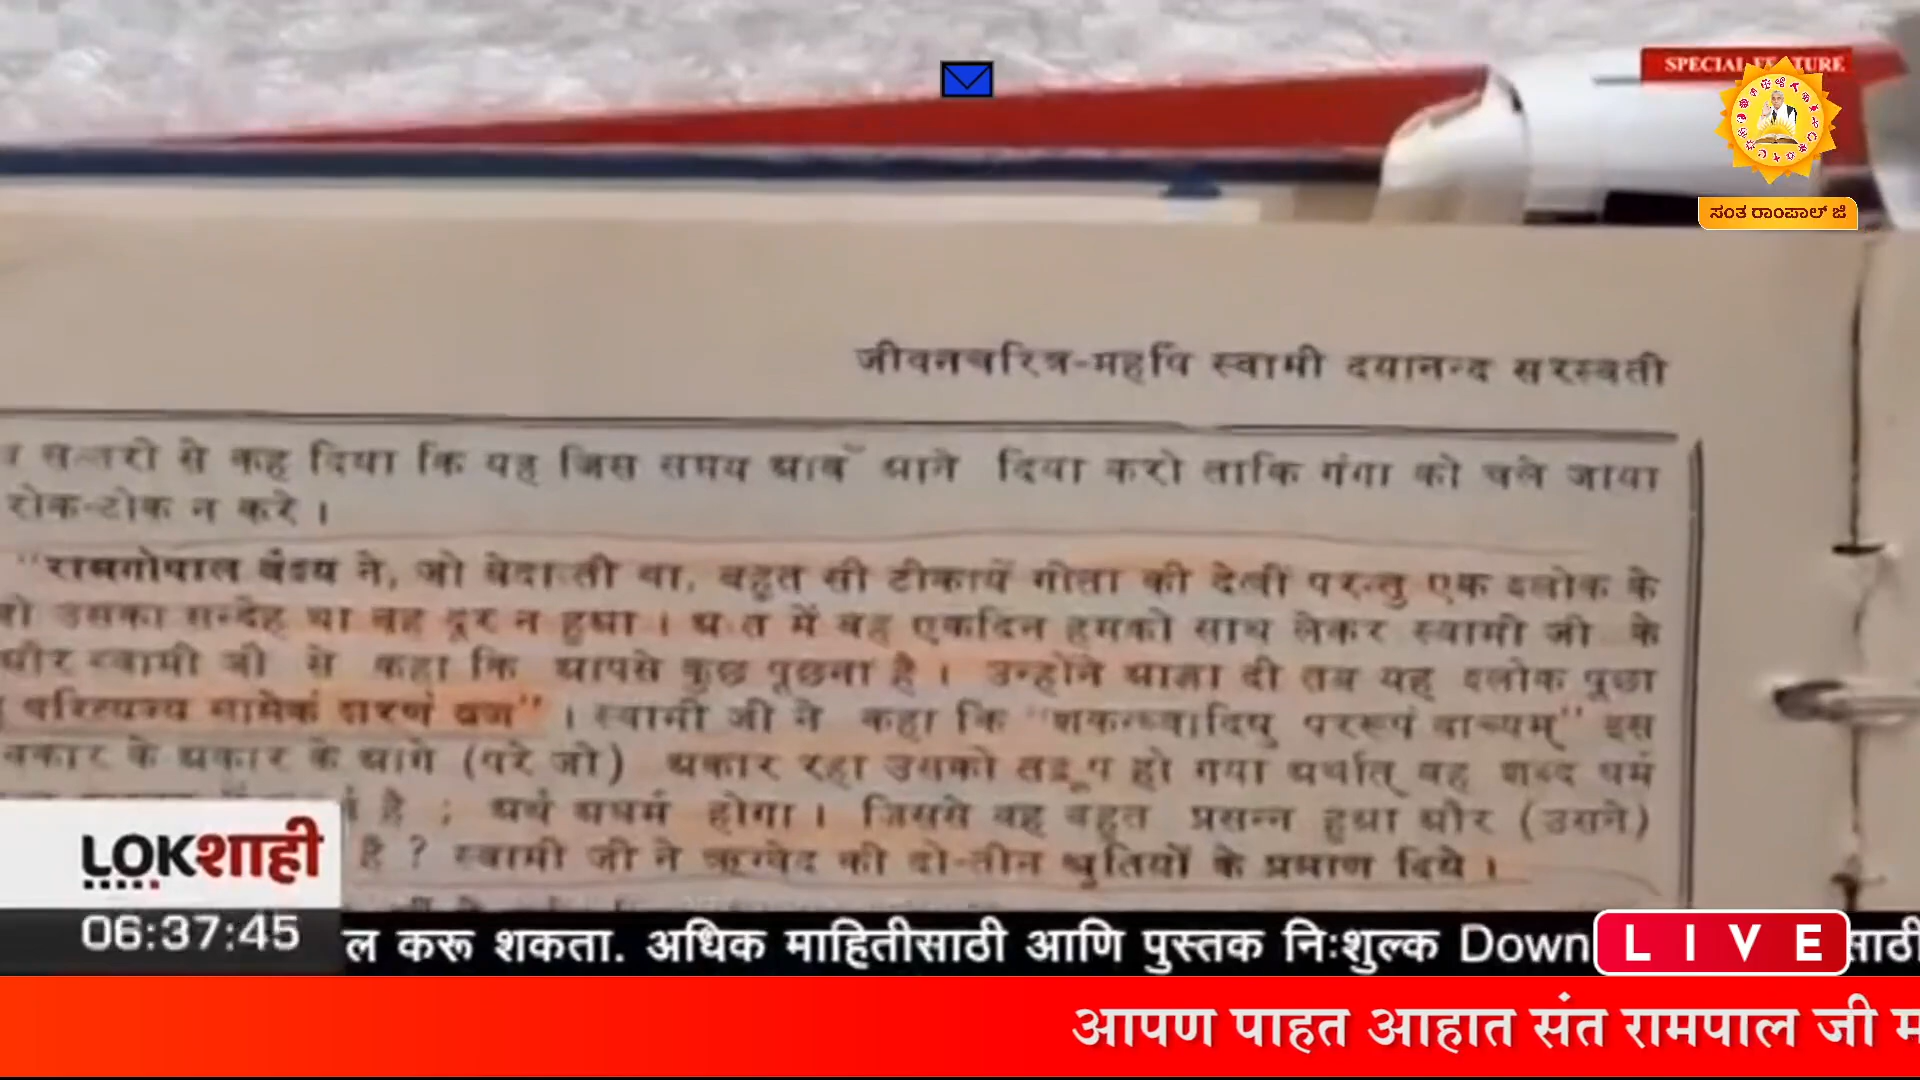 SPECIAL FEATURE
ಸಂತ ರಾಂಪಾಲ್ ಜಿ
जीवनचरित्र-महर्षि स्वामी दयानन्द सरस्वती
से कह दिया कि यह जिस समय आवें आने दिया करो ताकि गंगा को चले जाया
रोक-टोक न करे ।
"रामगोपाल वैश्य ने, जो वेदान्ती था, बहुत सी टीकायें गीता की देखीं परन्तु एक श्लोक के
जो उसका सन्देह था वह दूर न हुआ । अन्त में वह एकदिन हमको साथ लेकर स्वामी जी के
और स्वामी जी से कहा कि आपसे कुछ पूछना है । उन्होंने आज्ञा दी तब यह श्लोक पूछा
परित्यज्य मामेकं शरणं व्रज" । स्वामी जी ने कहा कि "शकन्ध्वादिषु पररूपं वाच्यम्" इस
वकार के अकार के आगे (परे जो) अकार रहा उसको तद्रूप हो गया अर्थात् वह शब्द धर्म
है ; अर्थ अधर्म होगा । जिससे वह बहुत प्रसन्न हुआ और (उसने)
है ? स्वामी जी ने ऋग्वेद की दो-तीन श्रुतियों के प्रमाण दिये ।
LOKशाही
06:37:45
ल करू शकता. अधिक माहितीसाठी आणि पुस्तक निःशुल्क Down
LIVE
साठी
आपण पाहत आहात संत रामपाल जी म